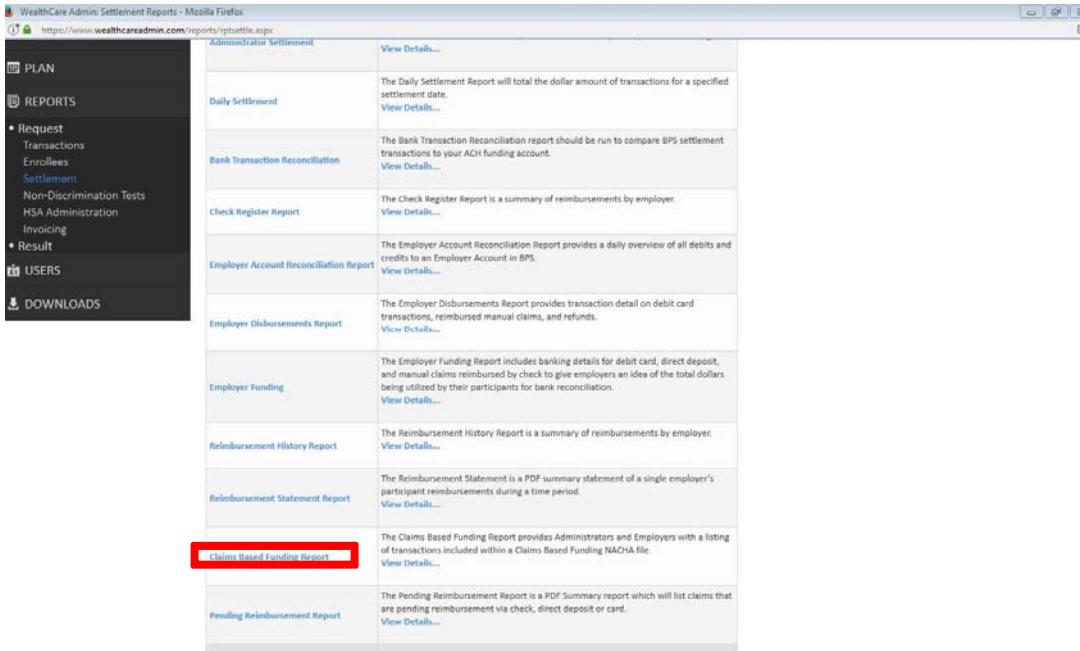 WealthCare Admin: Settlement Reports - Mozilla Firefox
https://www.wealthcareadmin.com/reports/rptsettle.aspx
PLAN
REPORTS
• Request
Transactions
Enrollees
Settlement
Non-Discrimination Tests
HSA Administration
Invoicing
• Result
USERS
DOWNLOADS
Administrator Settlement
View Details...
Daily Settlement
The Daily Settlement Report will total the dollar amount of transactions for a specified
settlement date.
View Details...
Bank Transaction Reconciliation
The Bank Transaction Reconciliation report should be run to compare BPS settlement
transactions to your ACH funding account.
View Details...
Check Register Report
The Check Register Report is a summary of reimbursements by employer.
View Details...
Employer Account Reconciliation Report
The Employer Account Reconciliation Report provides a daily overview of all debits and
credits to an Employer Account in BPS.
View Details...
Employer Disbursements Report
The Employer Disbursements Report provides transaction detail on debit card
transactions, reimbursed manual claims, and refunds.
View Details...
Employer Funding
The Employer Funding Report includes banking details for debit card, direct deposit,
and manual claims reimbursed by check to give employers an idea of the total dollars
being utilized by their participants for bank reconciliation.
View Details...
Reimbursement History Report
The Reimbursement History Report is a summary of reimbursements by employer.
View Details...
Reimbursement Statement Report
The Reimbursement Statement is a PDF summary statement of a single employer's
participant reimbursements during a time period.
View Details...
Claims Based Funding Report
The Claims Based Funding Report provides Administrators and Employers with a listing
of transactions included within a Claims Based Funding NACHA file.
View Details...
Pending Reimbursement Report
The Pending Reimbursement Report is a PDF Summary report which will list claims that
are pending reimbursement via check, direct deposit or card.
View Details...